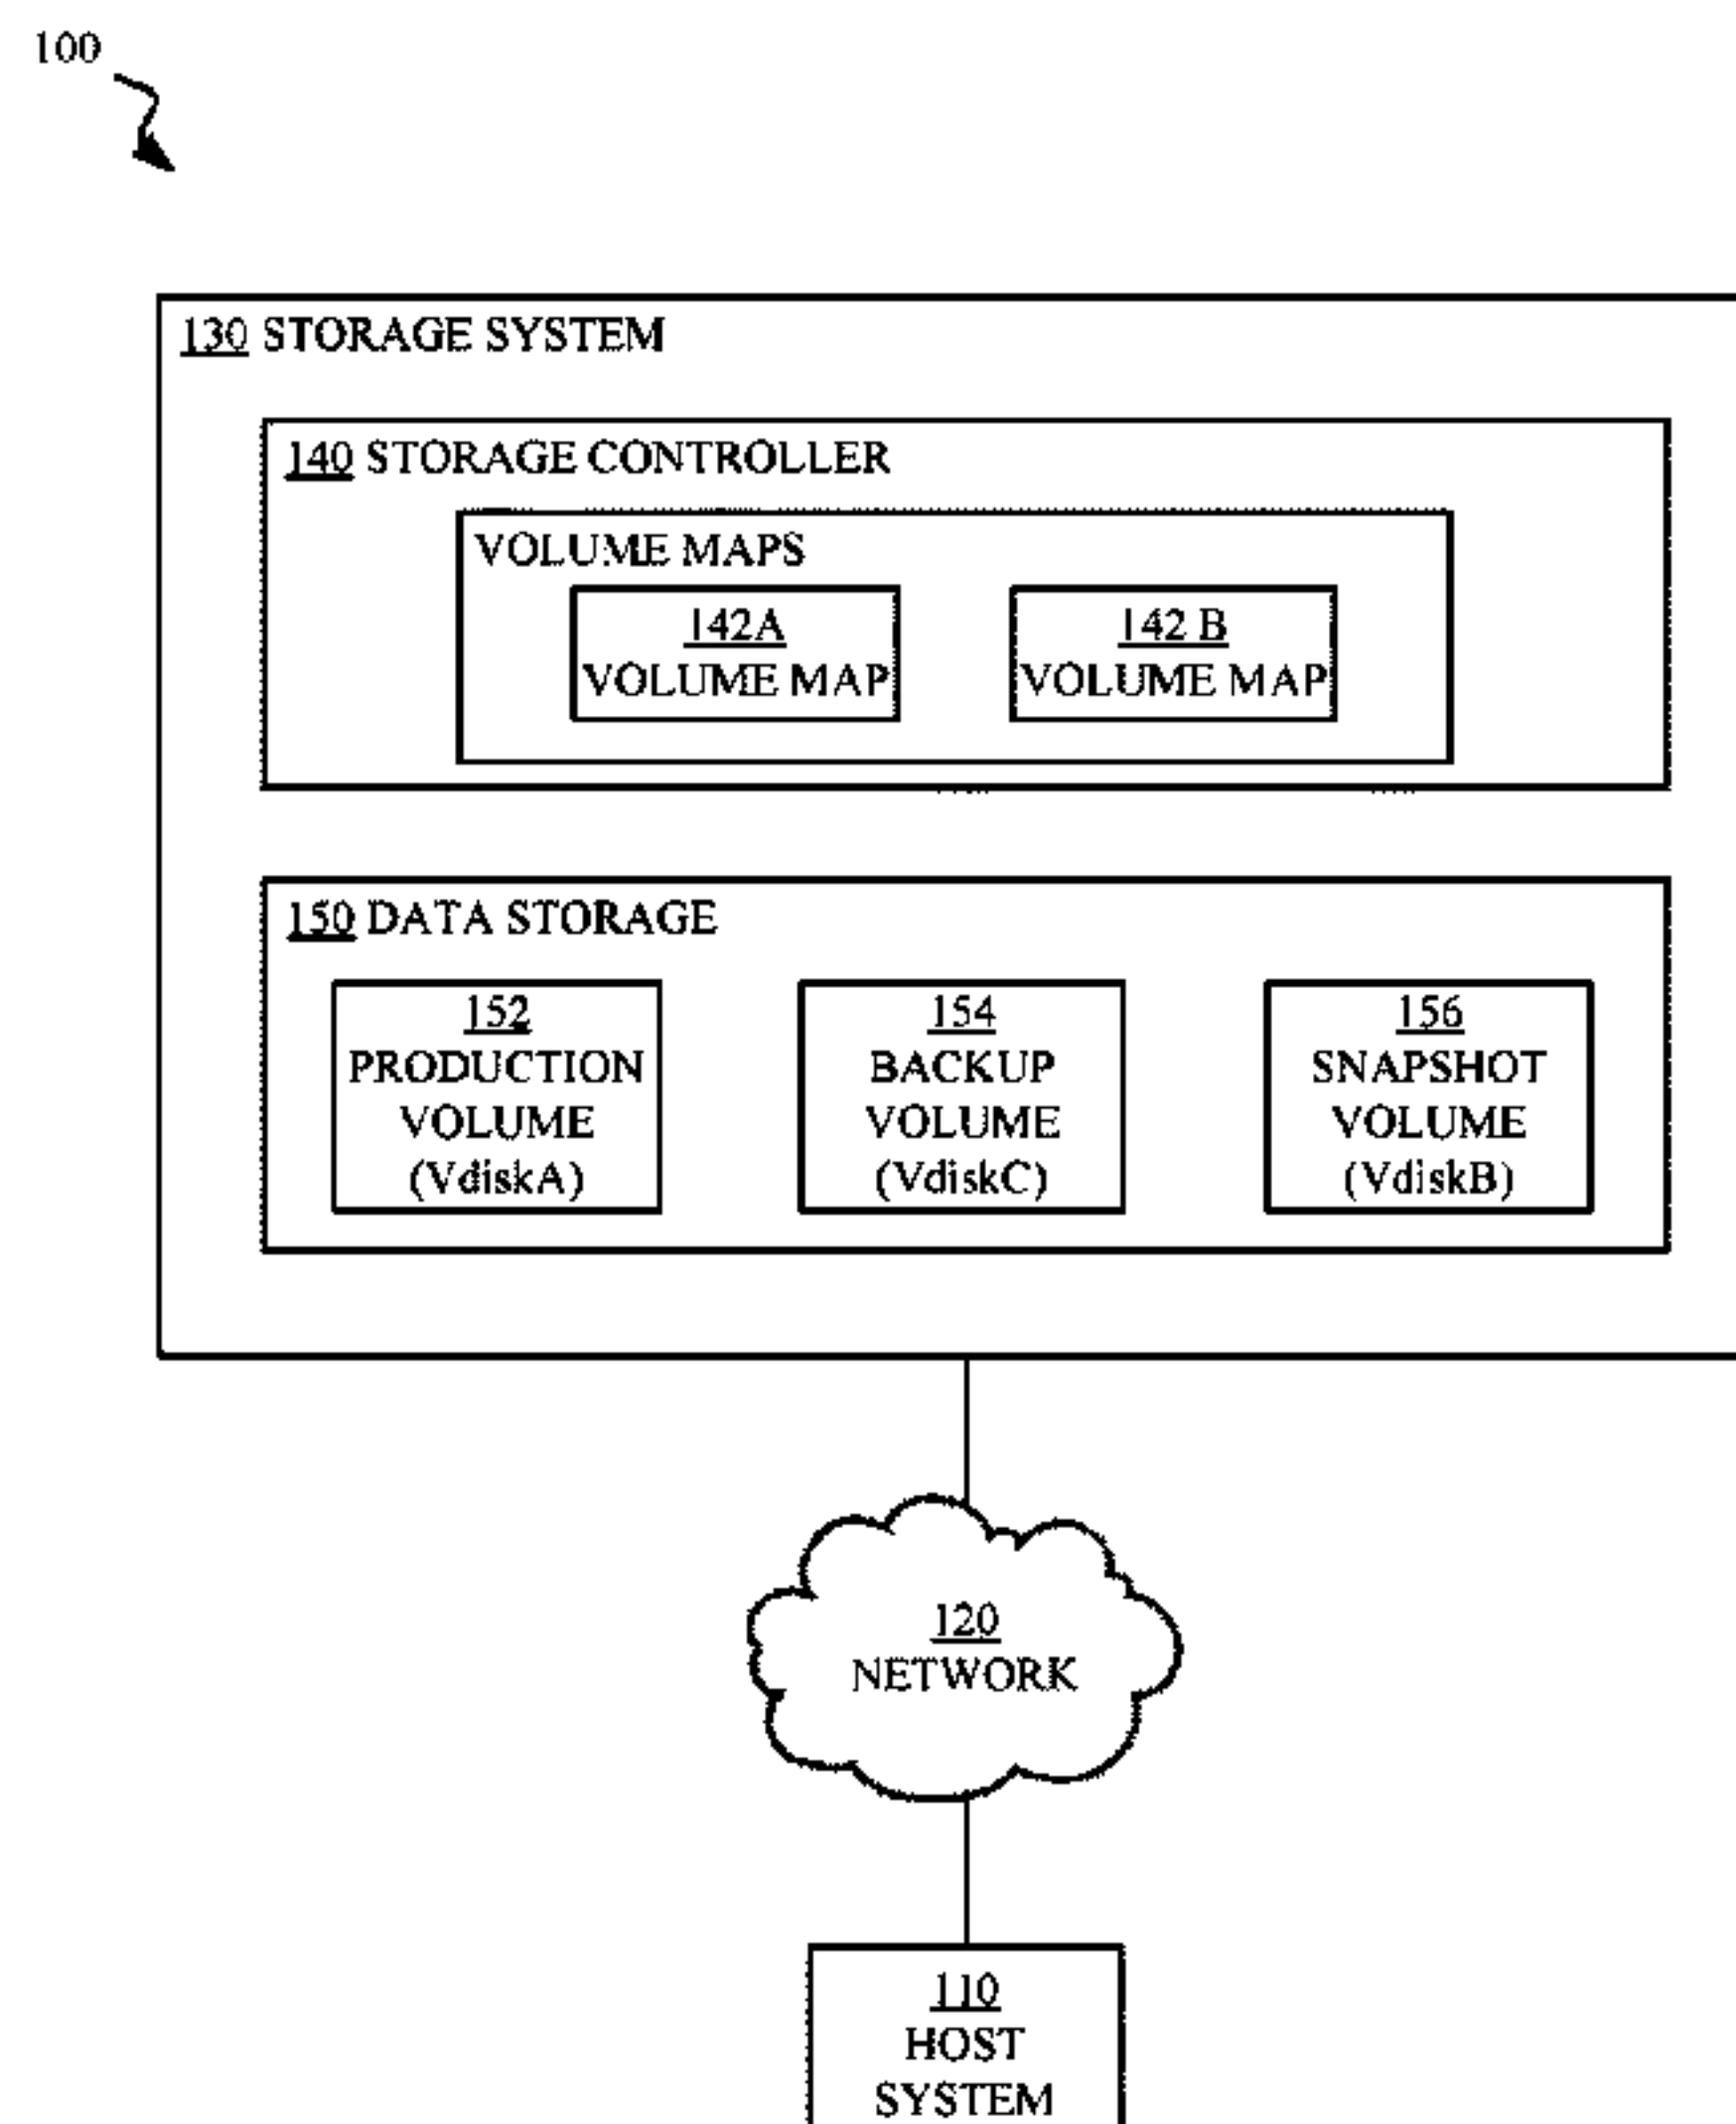 100
130 STORAGE SYSTEM
140 STORAGE CONTROLLER
VOLUME MAPS
142A
VOLUME MAP
142 B
VOLUME MAP
150 DATA STORAGE
152
PRODUCTION
VOLUME
(VdiskA)
154
BACKUP
VOLUME
(VdiskC)
156
SNAPSHOT
VOLUME
(VdiskB)
120
NETWORK
110
HOST
SYSTEM